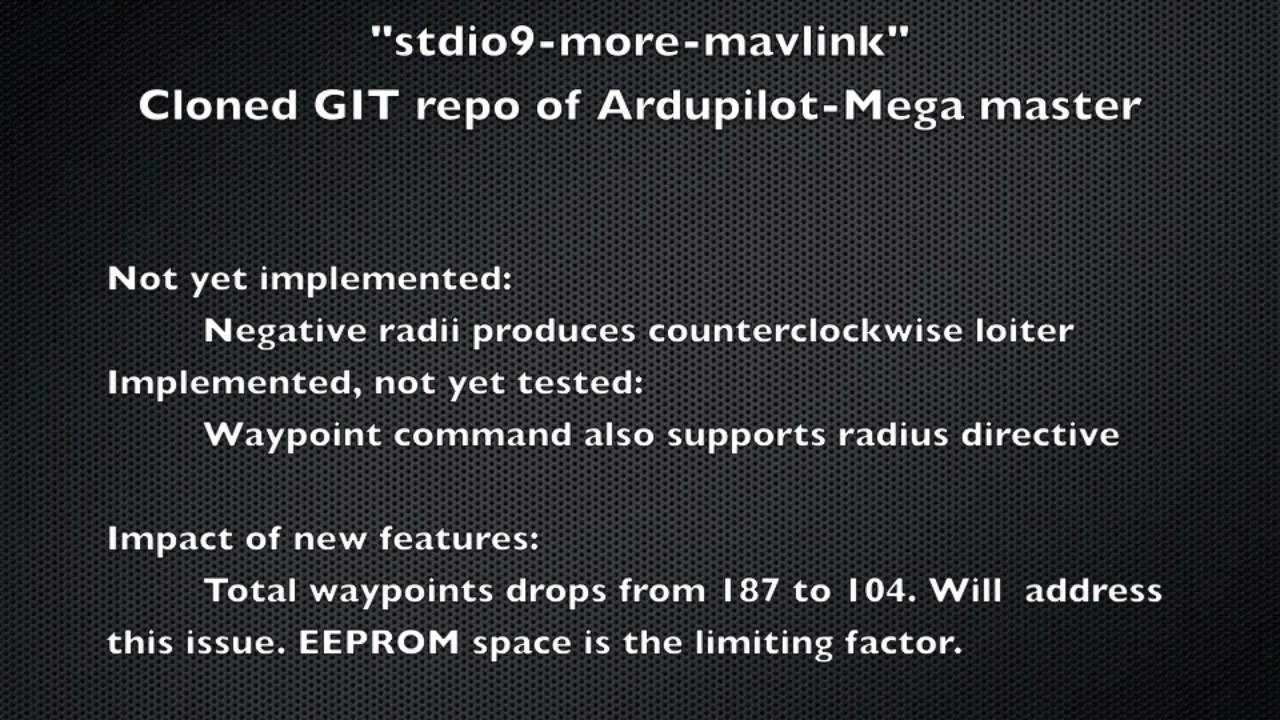 "stdio9-more-mavlink"
Cloned GIT repo of Ardupilot-Mega master
Not yet implemented:
Negative radii produces counterclockwise loiter
Implemented, not yet tested:
Waypoint command also supports radius directive
Impact of new features:
Total waypoints drops from 187 to 104. Will  address
this issue. EEPROM space is the limiting factor.